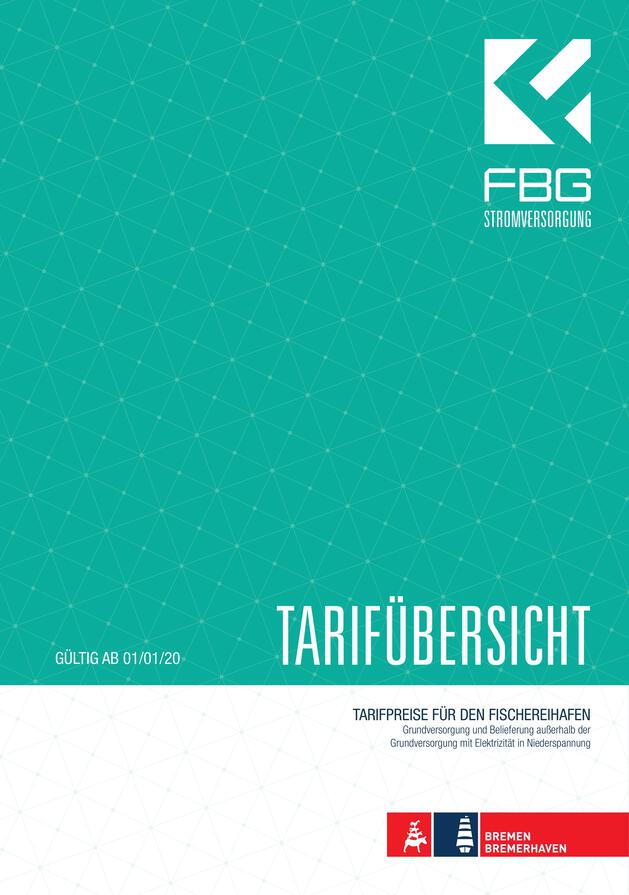 FBG
STROMVERSORGUNG
TARIFÜBERSICHT
GÜLTIG AB 01/01/20
TARIFPREISE FÜR DEN FISCHEREIHAFEN
Grundversorgung und Belieferung außerhalb der
Grundversorgung mit Elektrizität in Niederspannung
BREMEN
BREMERHAVEN